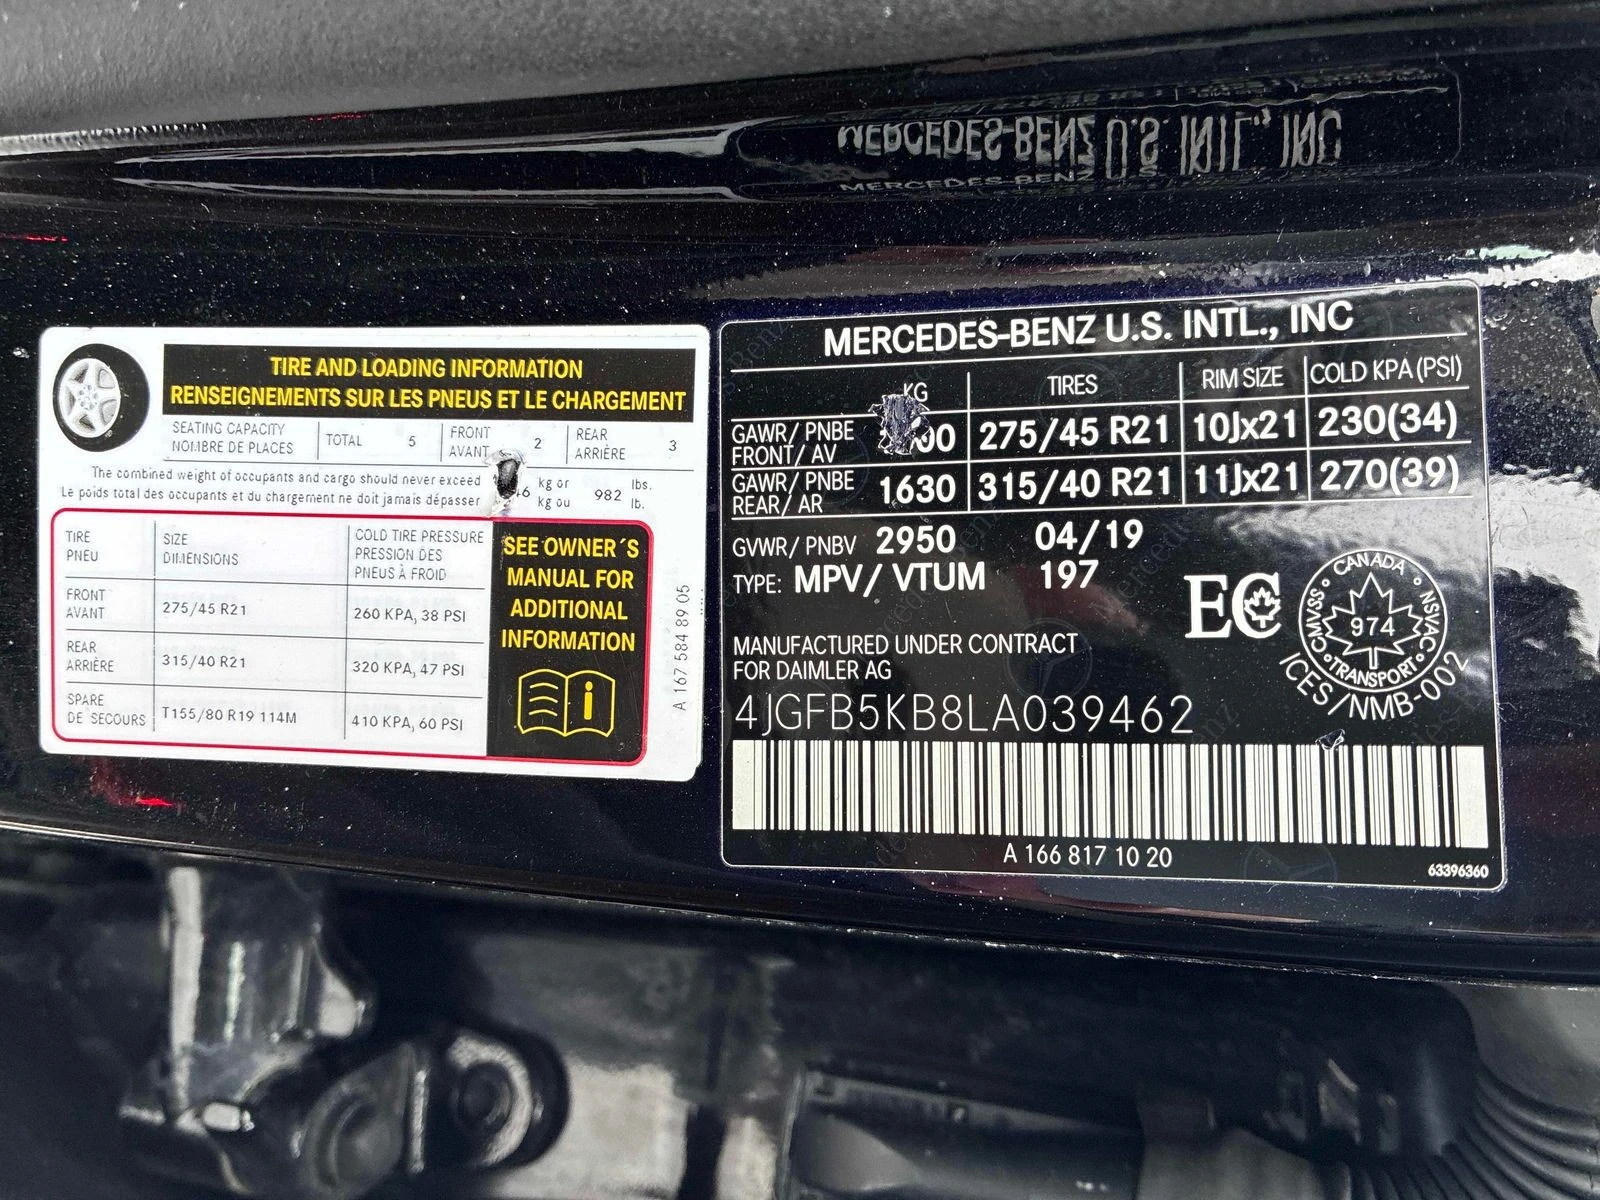 TIRE AND LOADING INFORMATION
RENSEIGNEMENTS SUR LES PNEUS ET LE CHARGEMENT
SEATING CAPACITY
NOMBRE DE PLACES
TOTAL 5
FRONT
AVANT
2
REAR
ARRIÈRE
3
The combined weight of occupants and cargo should never exceed
Le poids total des occupants et du chargement ne doit jamais dépasser
kg or
kg ou
982
lbs.
lb.
TIRE
PNEU
SIZE
DIMENSIONS
COLD TIRE PRESSURE
PRESSION DES
PNEUS À FROID
FRONT
AVANT
275/45 R21
260 KPA, 38 PSI
REAR
ARRIÈRE
315/40 R21
320 KPA, 47 PSI
SPARE
DE SECOURS
T155/80 R19 114M
410 KPA, 60 PSI
SEE OWNER´S
MANUAL FOR
ADDITIONAL
INFORMATION
A 167 584 89 05
MERCEDES-BENZ U.S. INTL., INC
KG TIRES RIM SIZE COLD KPA (PSI)
GAWR/ PNBE
FRONT/ AV
275/45 R21 10Jx21 230(34)
GAWR/ PNBE
REAR/ AR
1630 315/40 R21 11Jx21 270(39)
GVWR/ PNBV 2950 04/19
TYPE: MPV/ VTUM 197
MANUFACTURED UNDER CONTRACT
FOR DAIMLER AG
4JGFB5KB8LA039462
EC
CANADA
CMVSS NSVAC
974
TRANSPORT
ICES/NMB-002
A 166 817 10 20
63396360